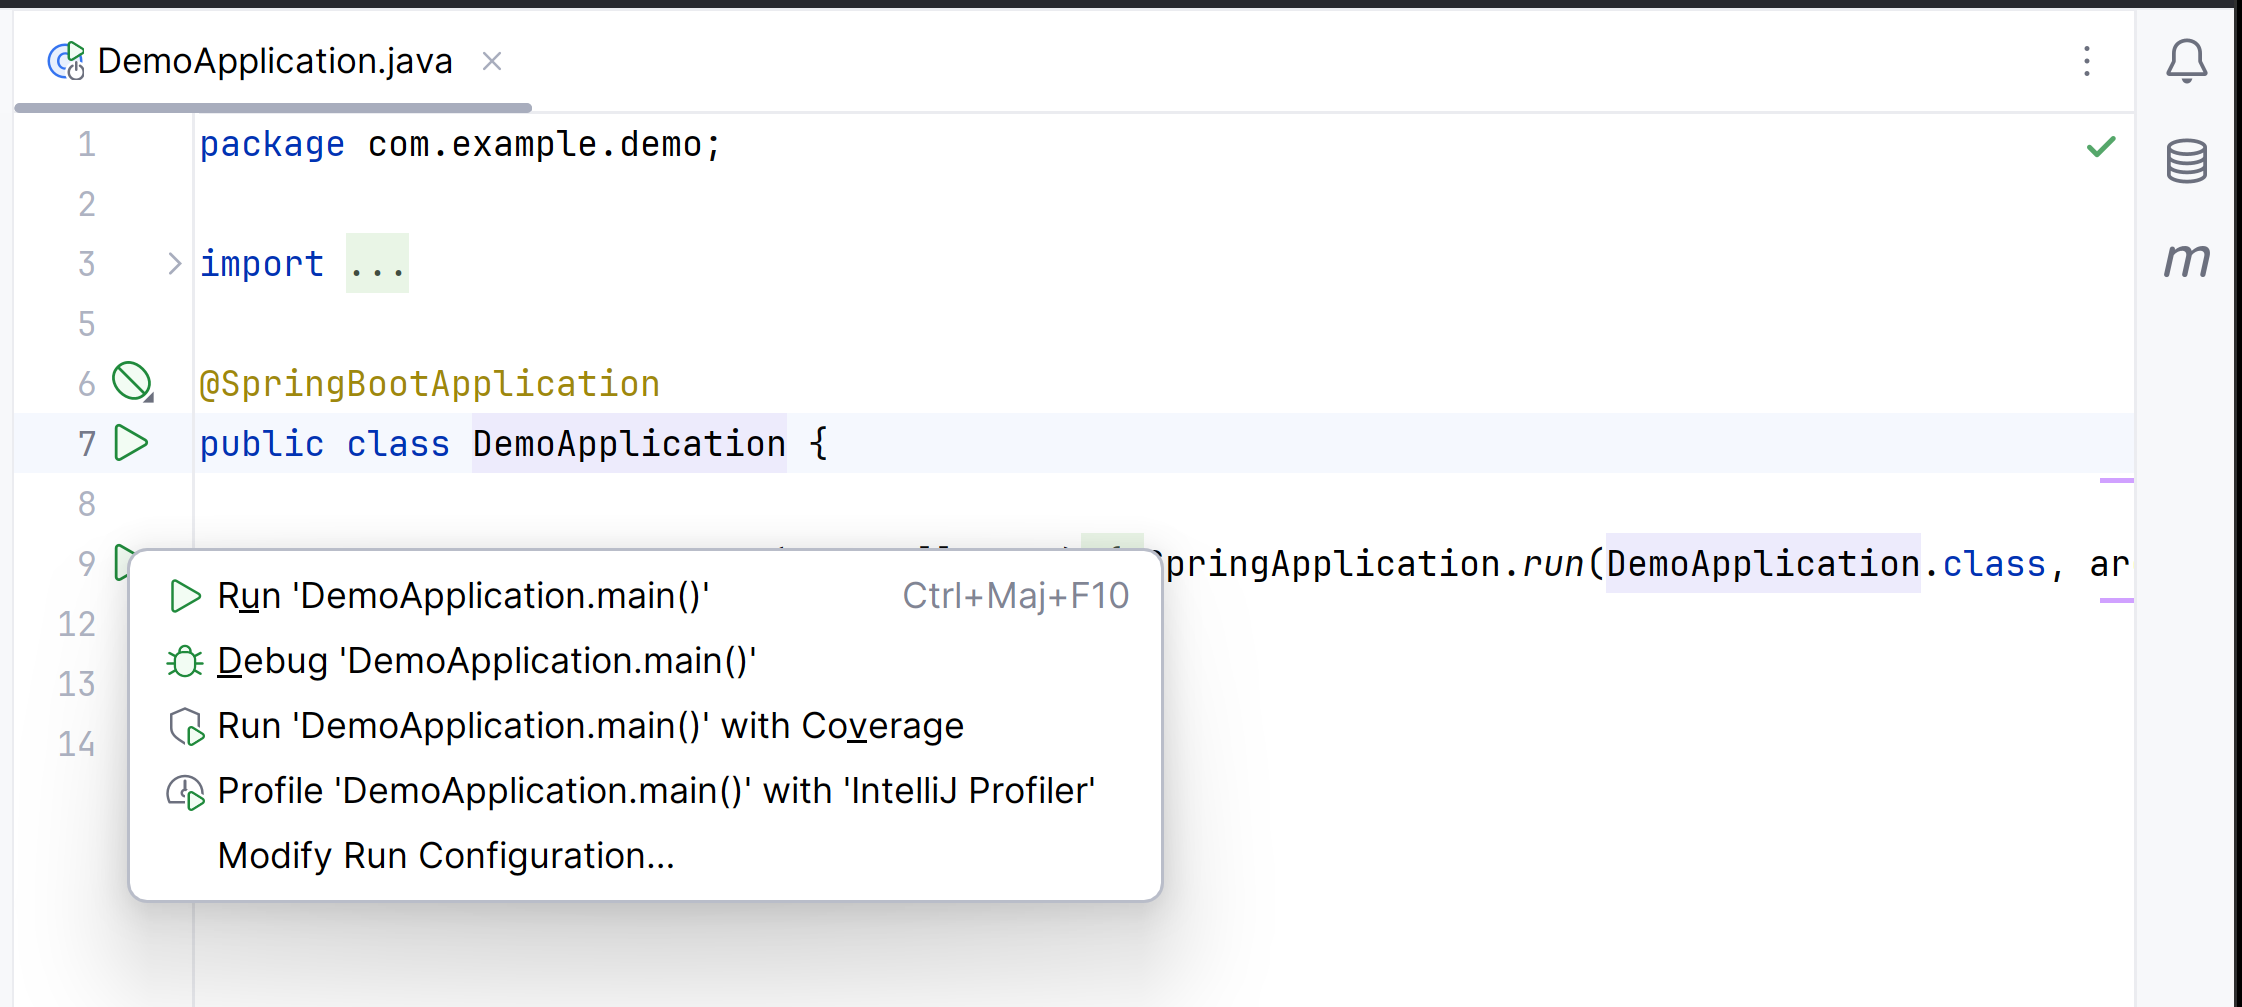 DemoApplication.java
1 package com.example.demo;
2
3 import ...
5
6 @SpringBootApplication
7 public class DemoApplication {
8
9 SpringApplication.run(DemoApplication.class, ar
12
13
14
Run 'DemoApplication.main()' Ctrl+Maj+F10
Debug 'DemoApplication.main()'
Run 'DemoApplication.main()' with Coverage
Profile 'DemoApplication.main()' with 'IntelliJ Profiler'
Modify Run Configuration...
m